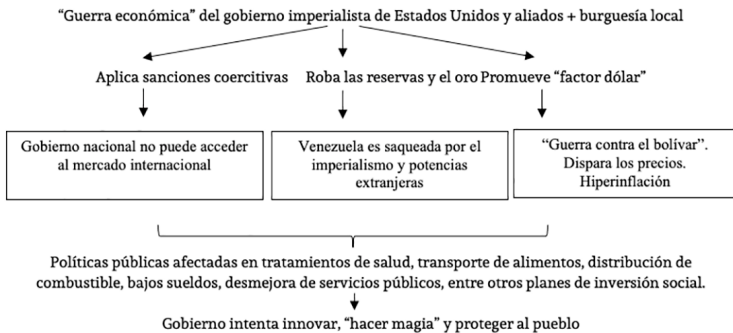 “Guerra económica” del gobierno imperialista de Estados Unidos y aliados + burguesía local
Aplica sanciones coercitivas
Roba las reservas y el oro
Promueve “factor dólar”
Gobierno nacional no puede acceder
al mercado internacional
Venezuela es saqueada por el
imperialismo y potencias
extranjeras
“Guerra contra el bolívar”.
Dispara los precios.
Hiperinflación
Políticas públicas afectadas en tratamientos de salud, transporte de alimentos, distribución de
combustible, bajos sueldos, desmejora de servicios públicos, entre otros planes de inversión social.
Gobierno intenta innovar, “hacer magia” y proteger al pueblo